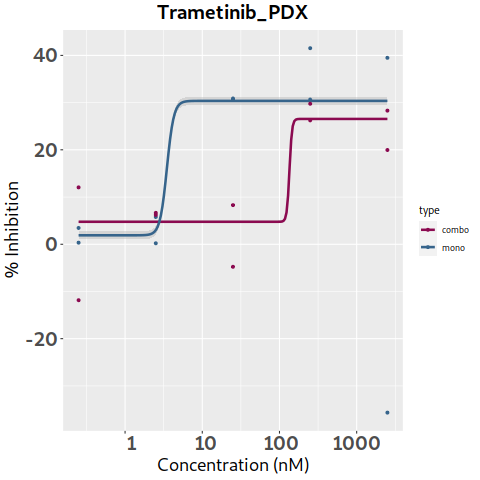 Trametinib_PDX
% Inhibition
40
20
0
-20
1 10 100 1000
Concentration (nM)
type
combo
mono